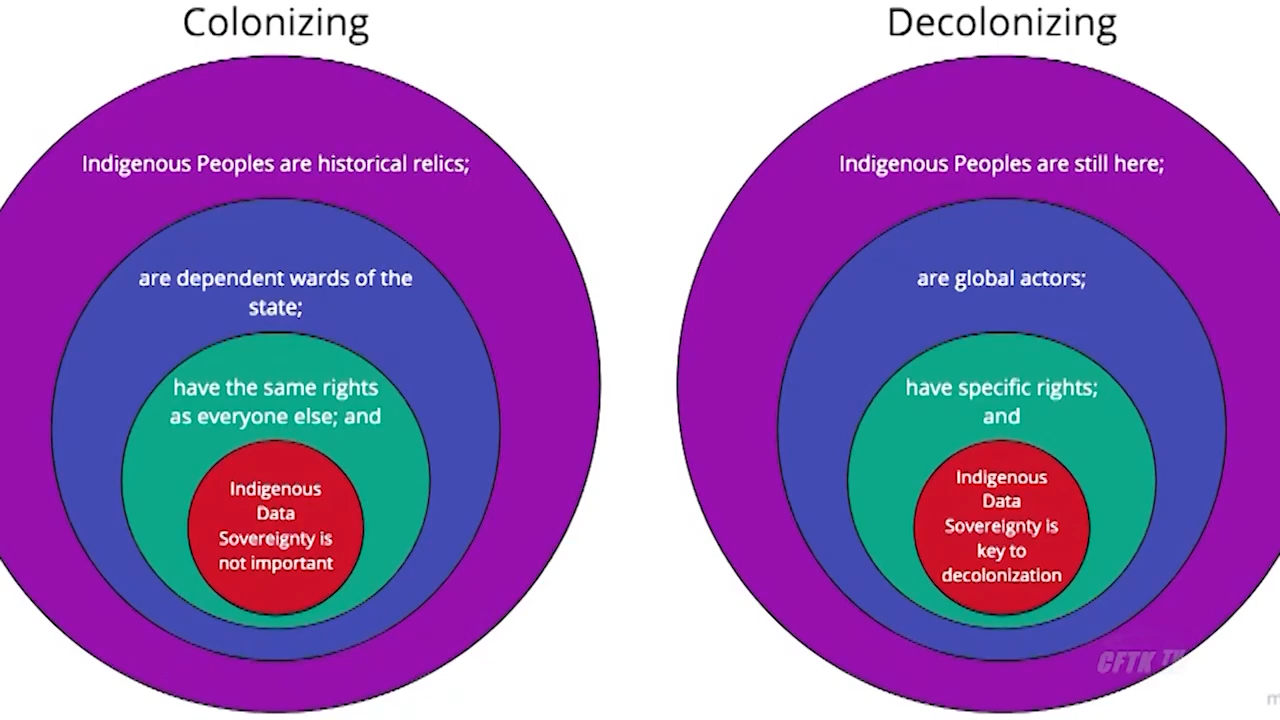 Colonizing
Indigenous Peoples are historical relics;
are dependent wards of the
state;
have the same rights
as everyone else; and
Indigenous
Data
Sovereignty is
not important
Decolonizing
Indigenous Peoples are still here;
are global actors;
have specific rights;
and
Indigenous
Data
Sovereignty is
key to
decolonization
CFTK TV